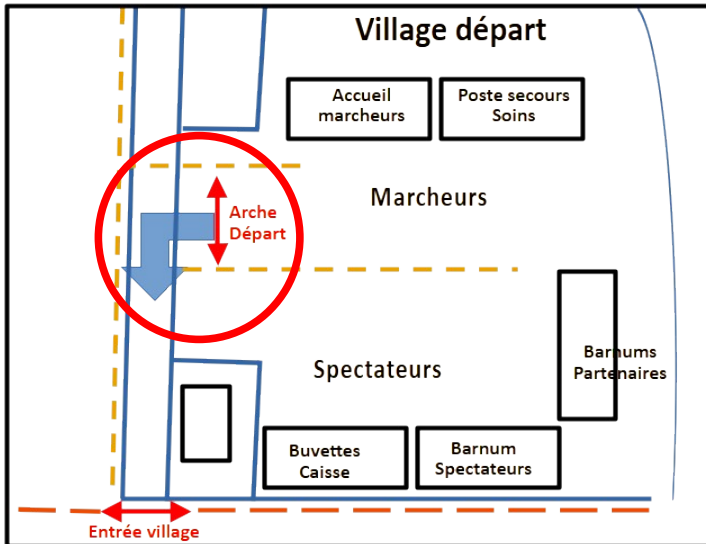 Village départ
Accueil
marcheurs
Poste secours
Soins
Marcheurs
Arche
Départ
Spectateurs
Barnums
Partenaires
Buvettes
Caisse
Barnum
Spectateurs
Entrée village